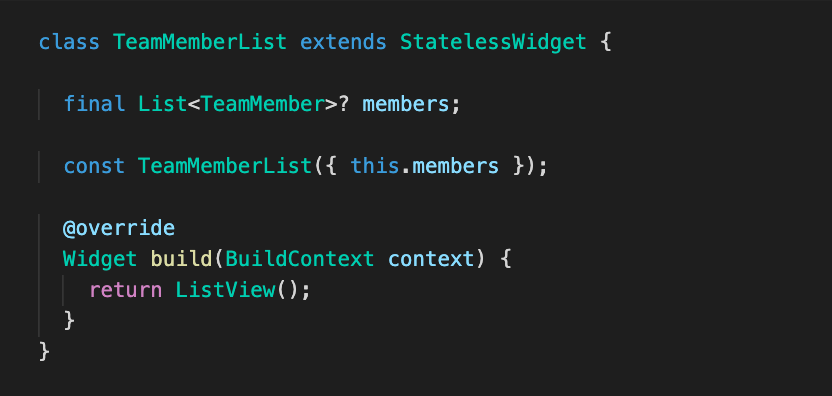 class TeamMemberList extends StatelessWidget {
final List<TeamMember>? members;
const TeamMemberList({ this.members });
@override
Widget build(BuildContext context) {
return ListView();
}
}